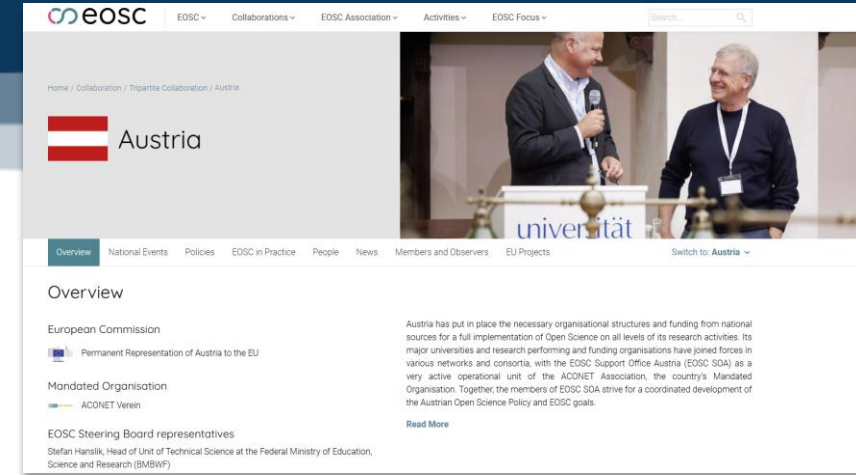 eosc
EOSC
Collaborations
EOSC Association
Activities
EOSC Focus
Search...
Home / Collaboration / Tripartite Collaboration / Austria
Austria
universität
Overview
National Events
Policies
EOSC in Practice
People
News
Members and Observers
EU Projects
Switch to: Austria
Overview
European Commission
Permanent Representation of Austria to the EU
Mandated Organisation
ACONET Verein
EOSC Steering Board representatives
Stefan Hanslik, Head of Unit of Technical Science at the Federal Ministry of Education,
Science and Research (BMBWF)
Austria has put in place the necessary organisational structures and funding from national
sources for a full implementation of Open Science on all levels of its research activities. Its
major universities and research performing and funding organisations have joined forces in
various networks and consortia, with the EOSC Support Office Austria (EOSC SOA) as a
very active operational unit of the ACONET Association, the country's Mandated
Organisation. Together, the members of EOSC SOA strive for a coordinated development of
the Austrian Open Science Policy and EOSC goals.
Read More